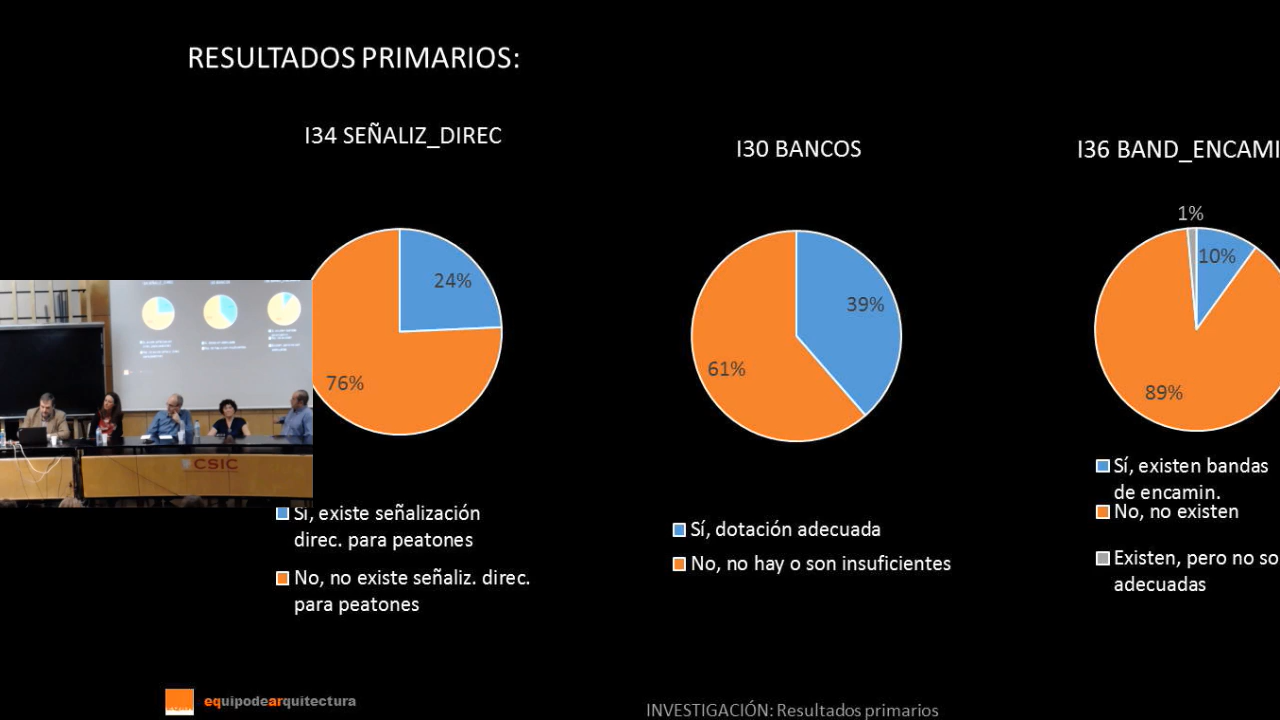 RESULTADOS PRIMARIOS:
I34 SEÑALIZ_DIREC
I30 BANCOS
I36 BAND_ENCAMI
24%
76%
39%
61%
1%
10%
89%
Sí, existe señalización
direc. para peatones
No, no existe señaliz. direc.
para peatones
Sí, dotación adecuada
No, no hay o son insuficientes
Sí, existen bandas
de encamin.
No, no existen
Existen, pero no so
adecuadas
CSIC
equipodearquitectura
INVESTIGACIÓN: Resultados primarios